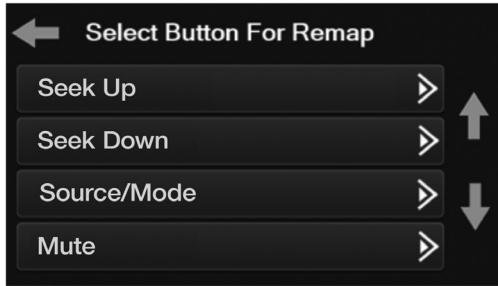 Select Button For Remap
Seek Up
Seek Down
Source/Mode
Mute